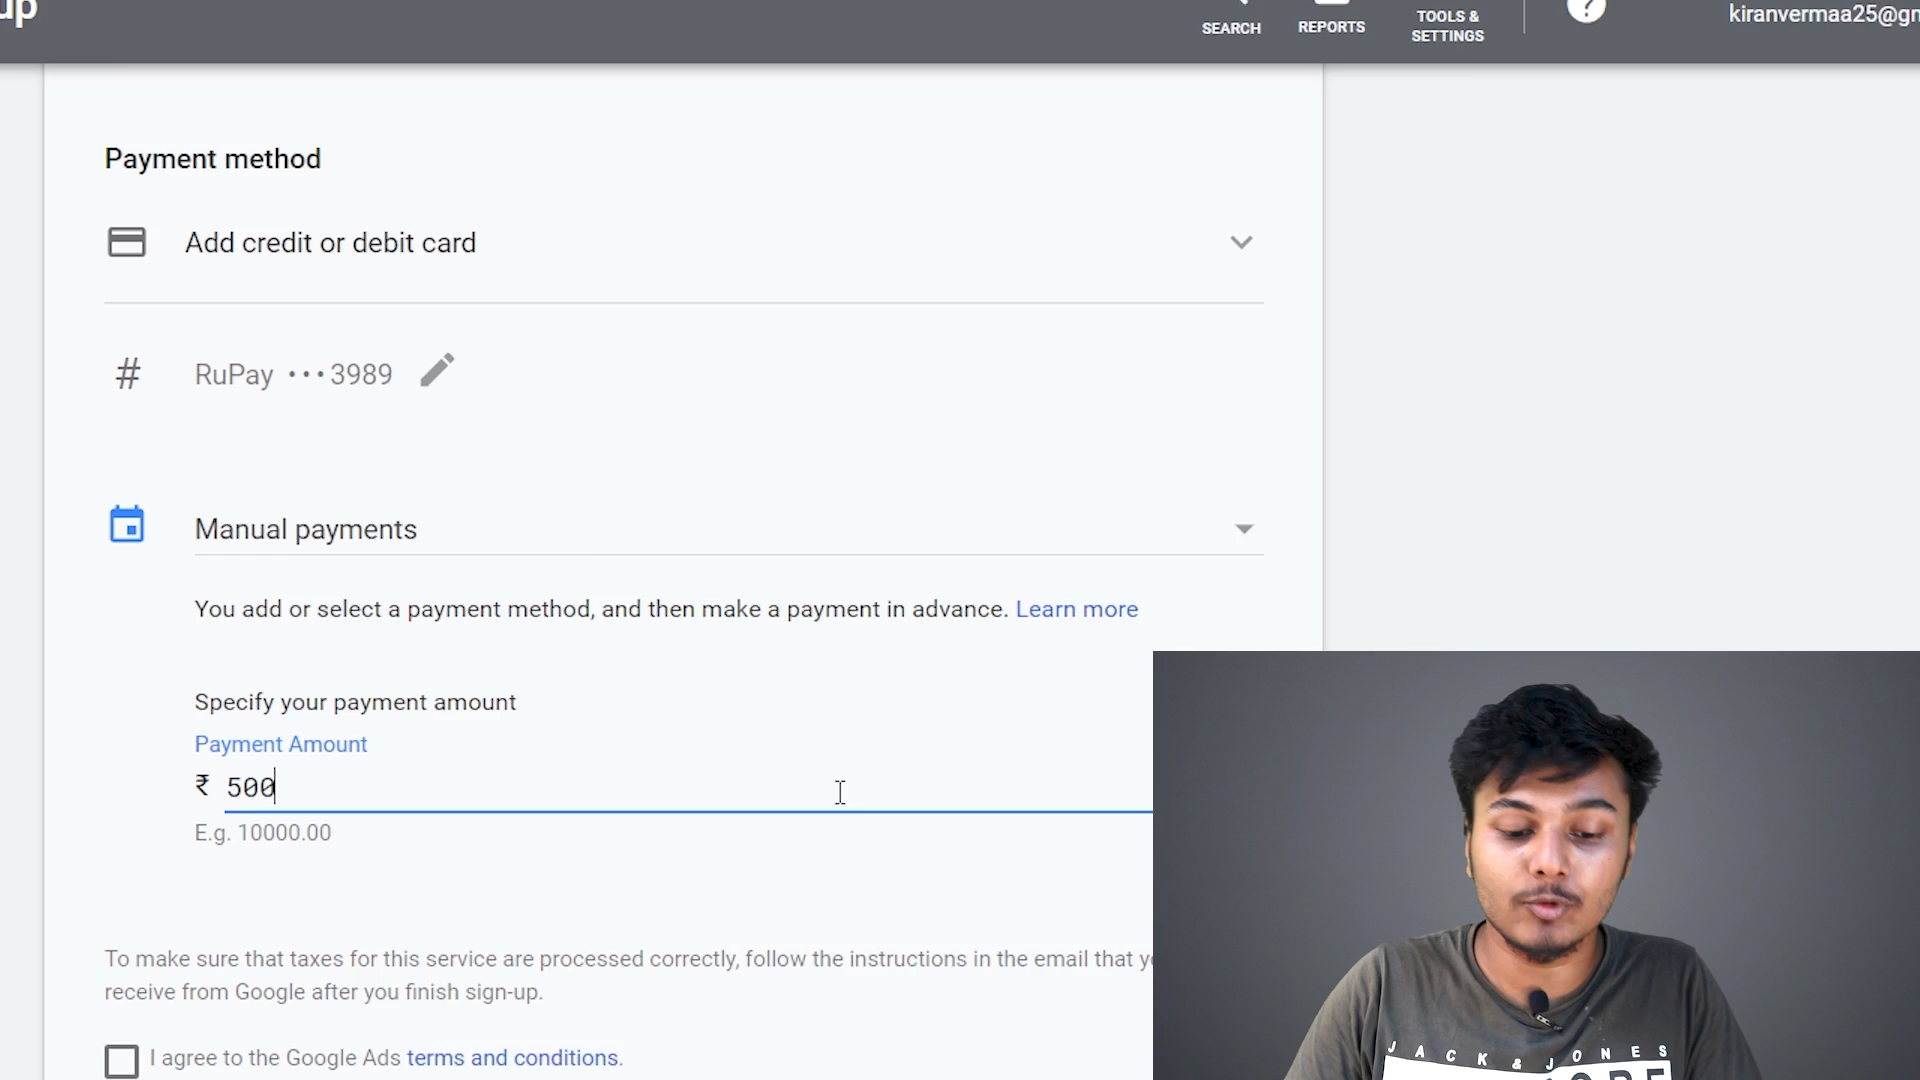 up
SEARCH
REPORTS
TOOLS &
SETTINGS
?
kiranvermaa25@gm
Payment method
Add credit or debit card
# RuPay •••3989
Manual payments
You add or select a payment method, and then make a payment in advance. Learn more
Specify your payment amount
Payment Amount
₹ 500
E.g. 10000.00
To make sure that taxes for this service are processed correctly, follow the instructions in the email that
receive from Google after you finish sign-up.
I agree to the Google Ads terms and conditions.
JACK & JONES